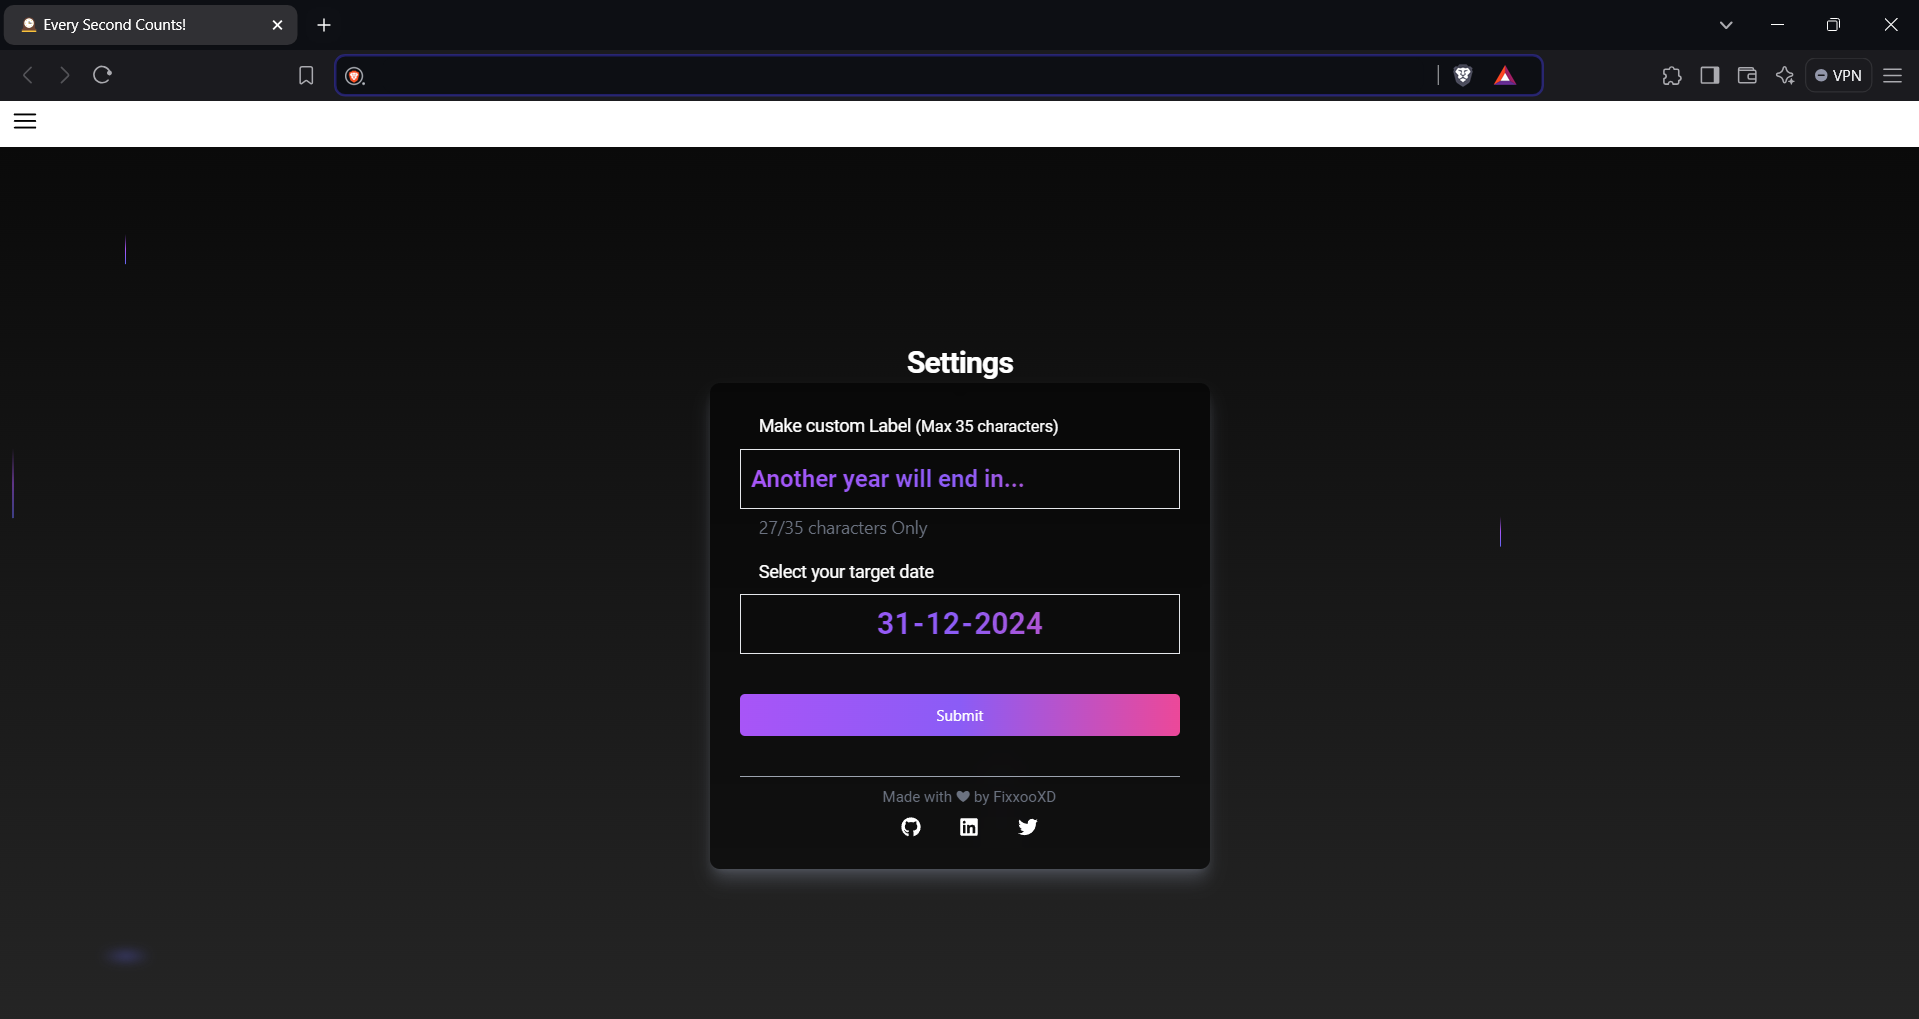 Every Second Counts!
VPN
Settings
Make custom Label (Max 35 characters)
Another year will end in...
27/35 characters Only
Select your target date
31-12-2024
Submit
Made with ♥ by FixxooXD